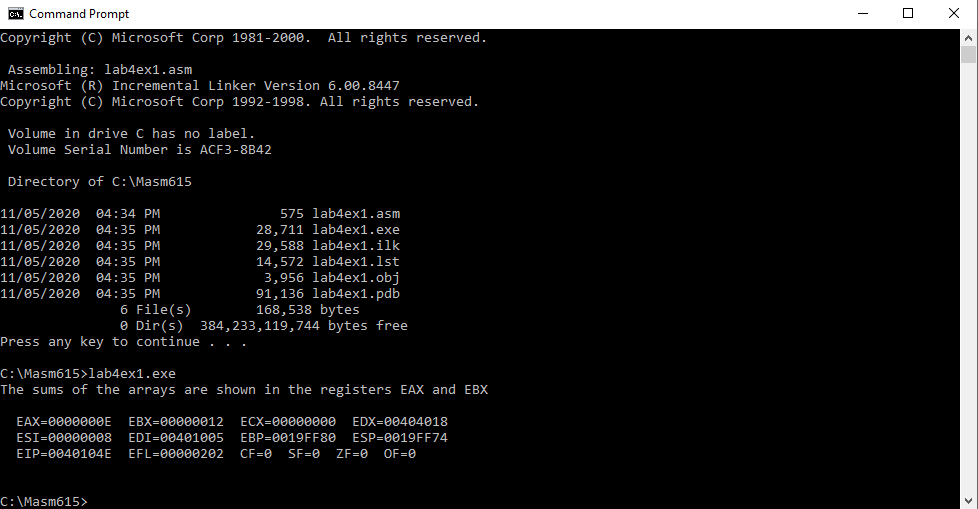 Command Prompt
Copyright (C) Microsoft Corp 1981-2000.  All rights reserved.
 Assembling: lab4ex1.asm
Microsoft (R) Incremental Linker Version 6.00.8447
Copyright (C) Microsoft Corp 1992-1998. All rights reserved.
 Volume in drive C has no label.
 Volume Serial Number is ACF3-8B42
 Directory of C:\Masm615
11/05/2020  04:34 PM               575 lab4ex1.asm
11/05/2020  04:35 PM            28,711 lab4ex1.exe
11/05/2020  04:35 PM            29,588 lab4ex1.ilk
11/05/2020  04:35 PM            14,572 lab4ex1.lst
11/05/2020  04:35 PM             3,956 lab4ex1.obj
11/05/2020  04:35 PM            91,136 lab4ex1.pdb
               6 File(s)        168,538 bytes
               0 Dir(s)  384,233,119,744 bytes free
Press any key to continue . . .
C:\Masm615>lab4ex1.exe
The sums of the arrays are shown in the registers EAX and EBX
  EAX=0000000E  EBX=00000012  ECX=00000000  EDX=00404018
  ESI=00000008  EDI=00401005  EBP=0019FF80  ESP=0019FF74
  EIP=0040104E  EFL=00000202  CF=0  SF=0  ZF=0  OF=0
C:\Masm615>